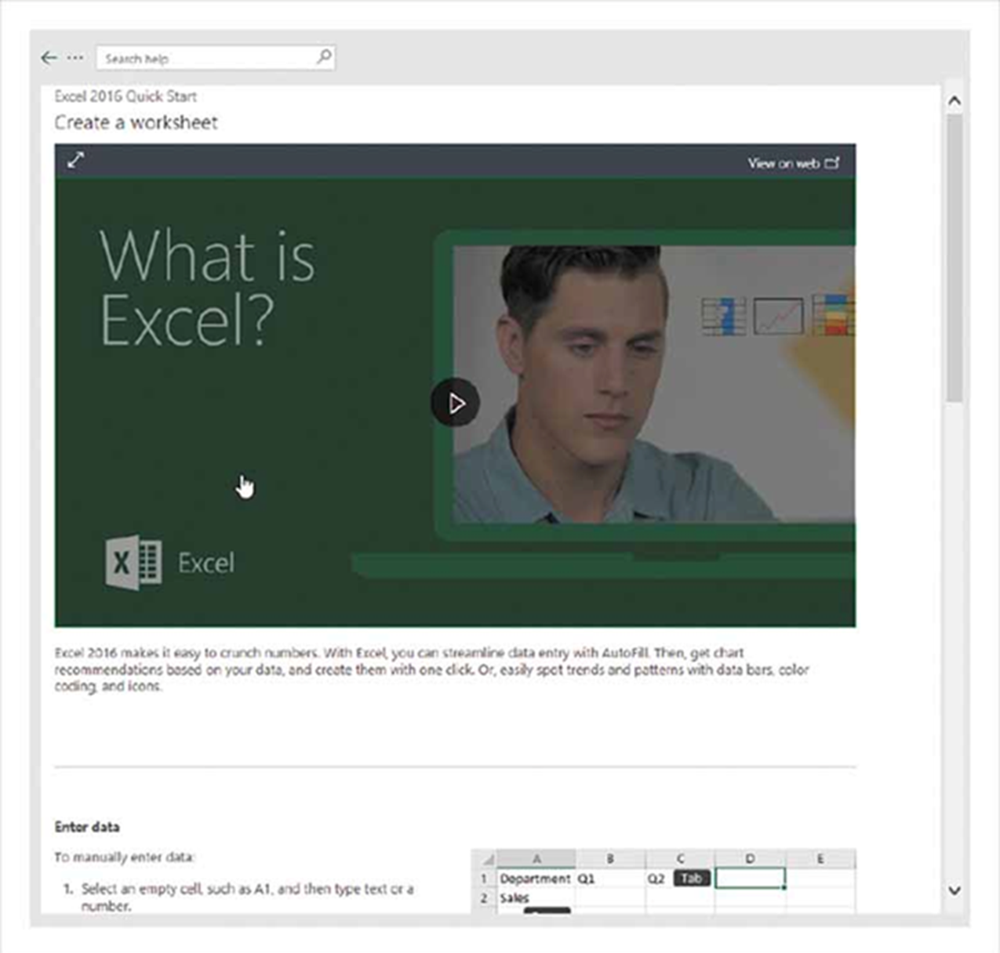 Search help
Excel 2016 Quick Start
Create a worksheet
View on web
What is
Excel?
X
Excel
Excel 2016 makes it easy to crunch numbers. With Excel, you can streamline data entry with AutoFill. Then, get chart
recommendations based on your data, and create them with one click. Or, easily spot trends and patterns with data bars, color
coding, and icons.
Enter data
To manually enter data:
1. Select an empty cell, such as A1, and then type text or a
number.
A B C D E
1 Department Q1 Q2 Tab
2 Sales